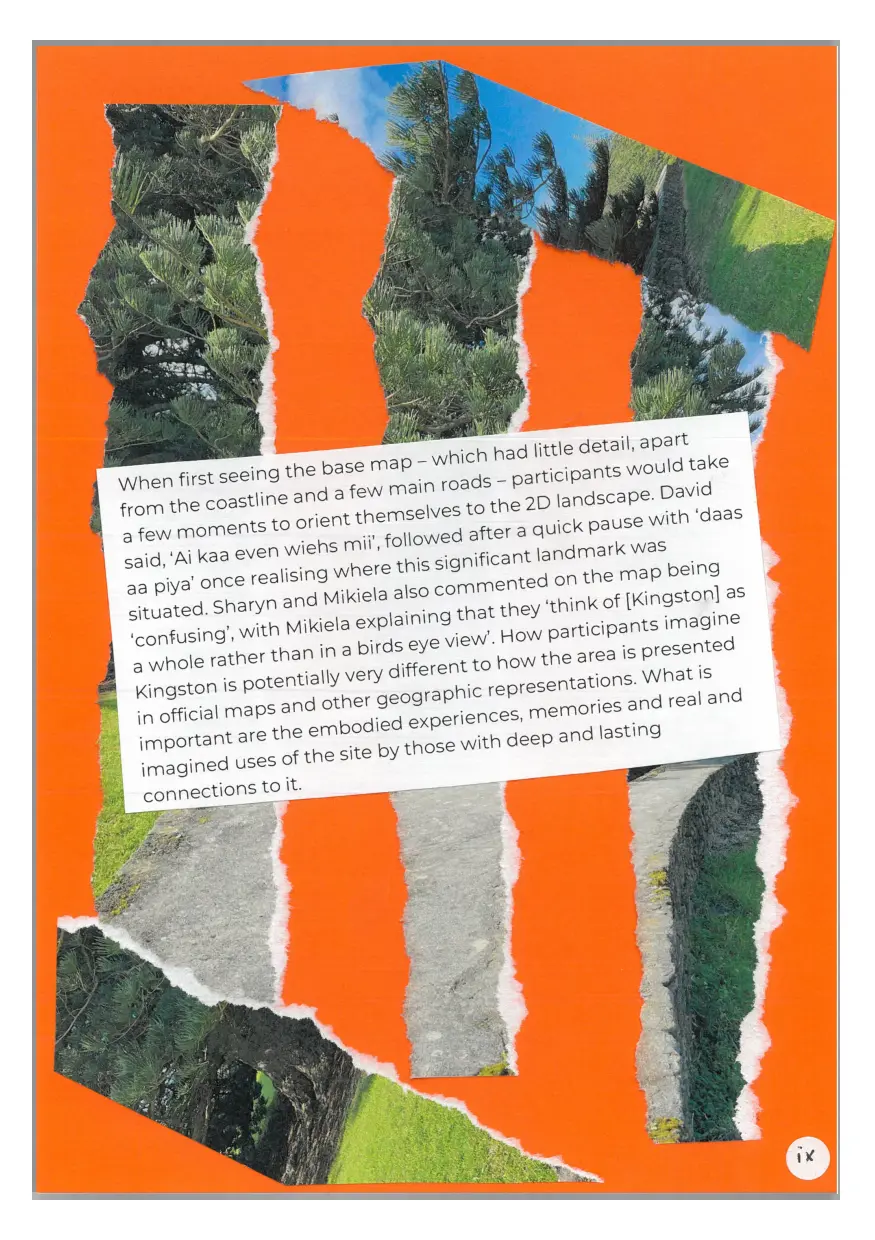 When first seeing the base map – which had little detail, apart
from the coastline and a few main roads – participants would take
a few moments to orient themselves to the 2D landscape. David
said, ‘Ai kaa even wiehs mii’, followed after a quick pause with ‘daas
aa piya’ once realising where this significant landmark was
situated. Sharyn and Mikiela also commented on the map being
‘confusing’, with Mikiela explaining that they ‘think of [Kingston] as
a whole rather than in a birds eye view’. How participants imagine
Kingston is potentially very different to how the area is presented
in official maps and other geographic representations. What is
important are the embodied experiences, memories and real and
imagined uses of the site by those with deep and lasting
connections to it.
ix